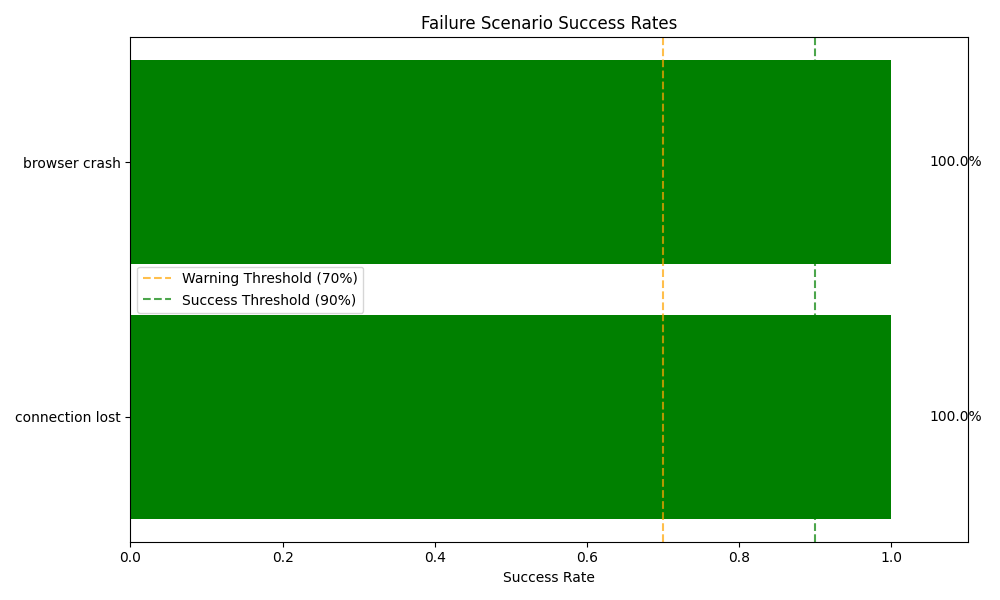 Failure Scenario Success Rates
browser crash
100.0%
Warning Threshold (70%)
Success Threshold (90%)
connection lost
100.0%
0.0 0.2 0.4 0.6 0.8 1.0
Success Rate